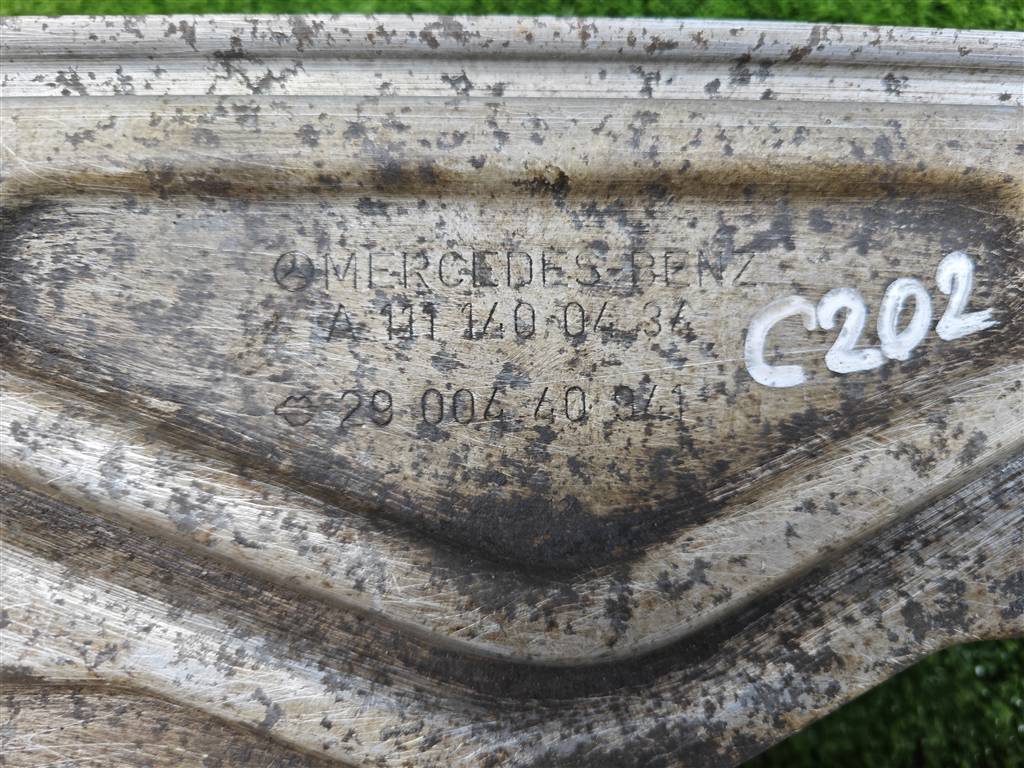 MERCEDES-BENZ
A 111 140 04 34
C202
29 004 40 941